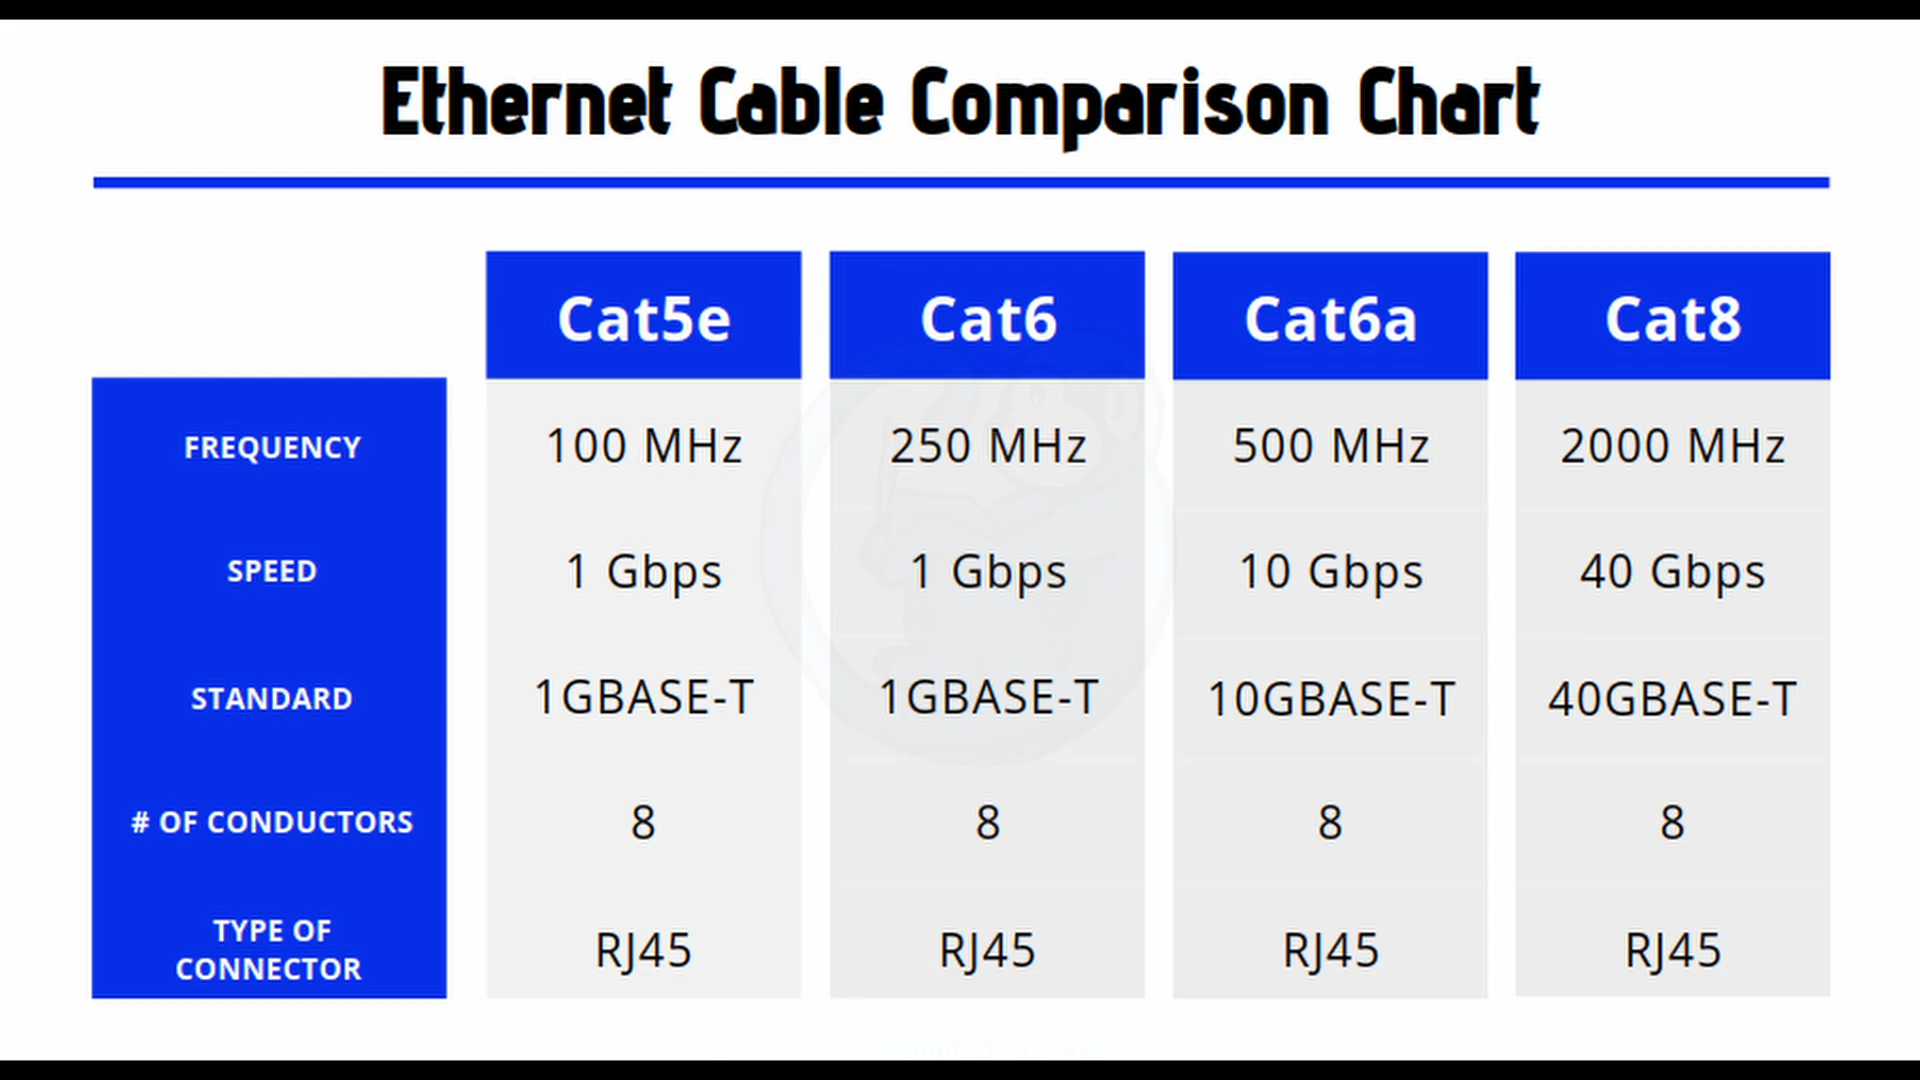 Ethernet Cable Comparison Chart
Cat5e Cat6 Cat6a Cat8
FREQUENCY 100 MHz 250 MHz 500 MHz 2000 MHz
SPEED 1 Gbps 1 Gbps 10 Gbps 40 Gbps
STANDARD 1GBASE-T 1GBASE-T 10GBASE-T 40GBASE-T
# OF CONDUCTORS 8 8 8 8
TYPE OF
CONNECTOR RJ45 RJ45 RJ45 RJ45